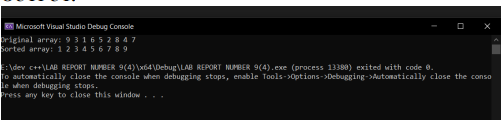 Microsoft Visual Studio Debug Console
Original array: 9 3 1 6 5 2 8 4 7
Sorted array: 1 2 3 4 5 6 7 8 9
E:\dev c++\LAB REPORT NUMBER 9(4)\x64\Debug\LAB REPORT NUMBER 9(4).exe (process 13380) exited with code 0.
To automatically close the console when debugging stops, enable Tools->Options->Debugging->Automatically close the conso
le when debugging stops.
Press any key to close this window . . .